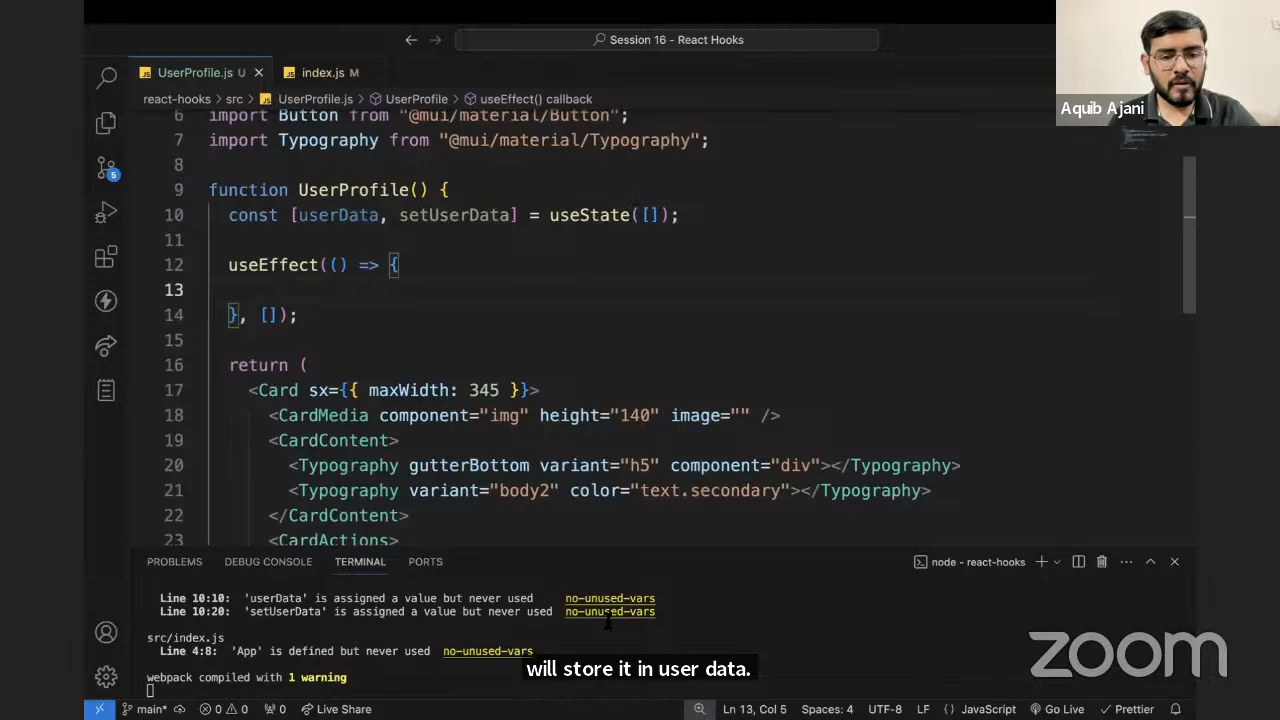 Session 16 - React Hooks
Aquib Ajani
UserProfile.js U
index.js M
react-hooks > src > UserProfile.js > UserProfile > useEffect() callback
6 import Button from "@mui/material/Button";
7 import Typography from "@mui/material/Typography";
8
9 function UserProfile() {
10 const [userData, setUserData] = useState([]);
11
12 useEffect(() => {
13
14 }, []);
15
16 return (
17 <Card sx={{ maxWidth: 345 }}>
18 <CardMedia component="img" height="140" image="" />
19 <CardContent>
20 <Typography gutterBottom variant="h5" component="div"></Typography>
21 <Typography variant="body2" color="text.secondary"></Typography>
22 </CardContent>
23 <CardActions>
5
PROBLEMS DEBUG CONSOLE TERMINAL PORTS node - react-hooks
Line 10:10: 'userData' is assigned a value but never used no-unused-vars
Line 10:20: 'setUserData' is assigned a value but never used no-unused-vars
src/index.js
Line 4:8: 'App' is defined but never used no-unused-vars
webpack compiled with 1 warning
will store it in user data.
zoom
main* 0 0 0 Live Share Ln 13, Col 5 Spaces: 4 UTF-8 LF {} JavaScript Go Live Prettier